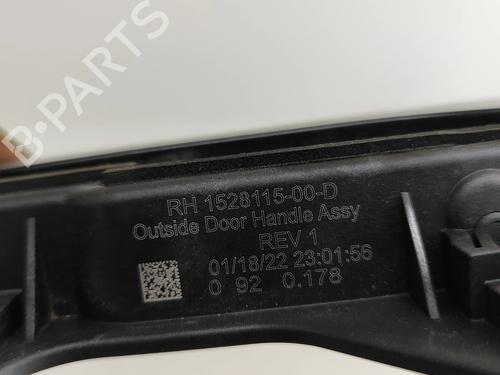 B-PARTS
RH 1528115-00-D
Outside Door Handle Assy
REV 1
01/18/22 23:01:56
0 92 0.178